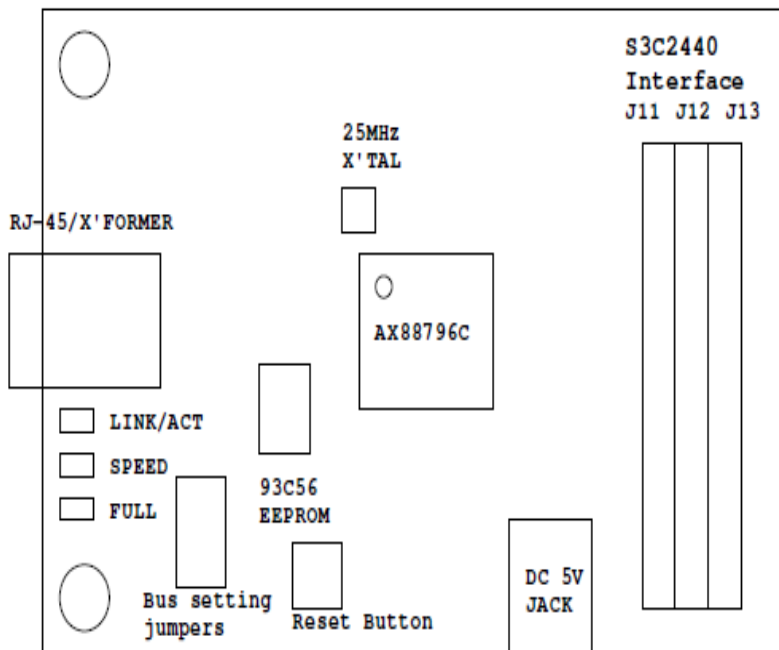 S3C2440
Interface
J11 J12 J13
25MHz
X'TAL
RJ-45/X'FORMER
AX88796C
LINK/ACT
SPEED
FULL
93C56
EEPROM
DC 5V
JACK
Bus setting
jumpers
Reset Button